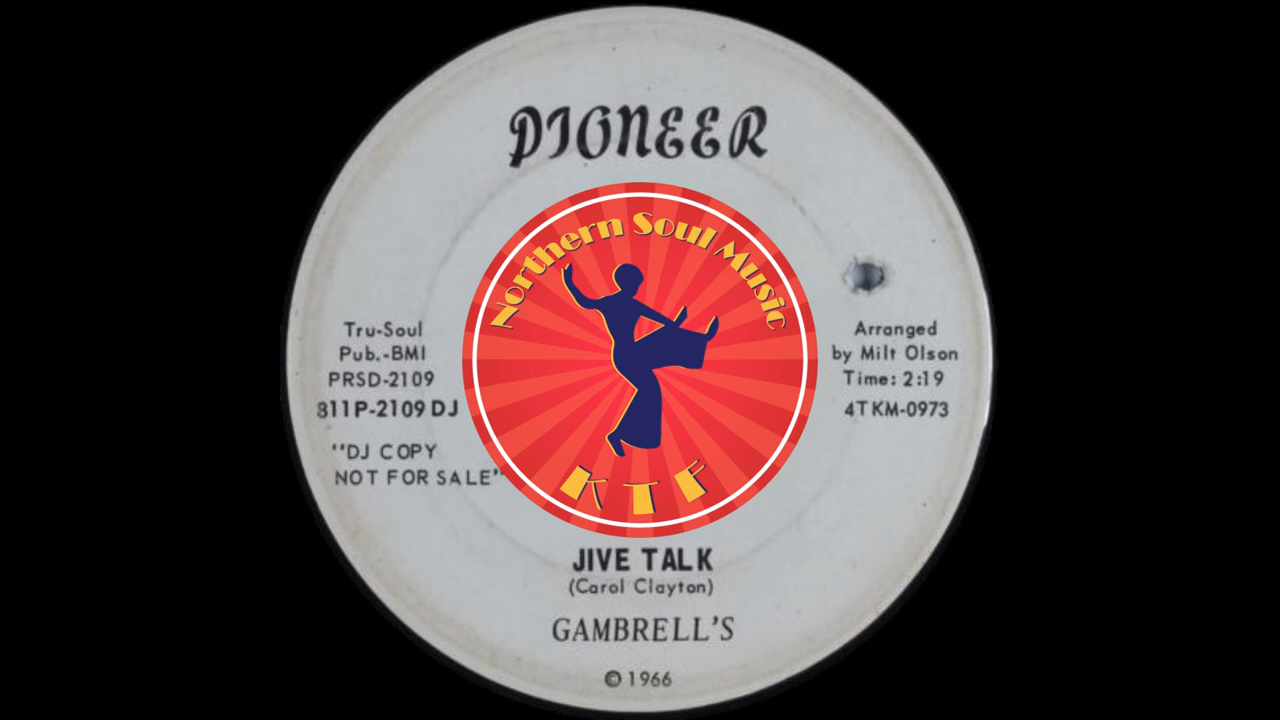 PIONEER
Northern Soul Music
KTF
Tru-Soul
Pub.-BMI
PRSD-2109
811P-2109 DJ
"DJ COPY
NOT FOR SALE"
Arranged
by Milt Olson
Time: 2:19
4TKM-0973
JIVE TALK
(Carol Clayton)
GAMBRELL'S
© 1966